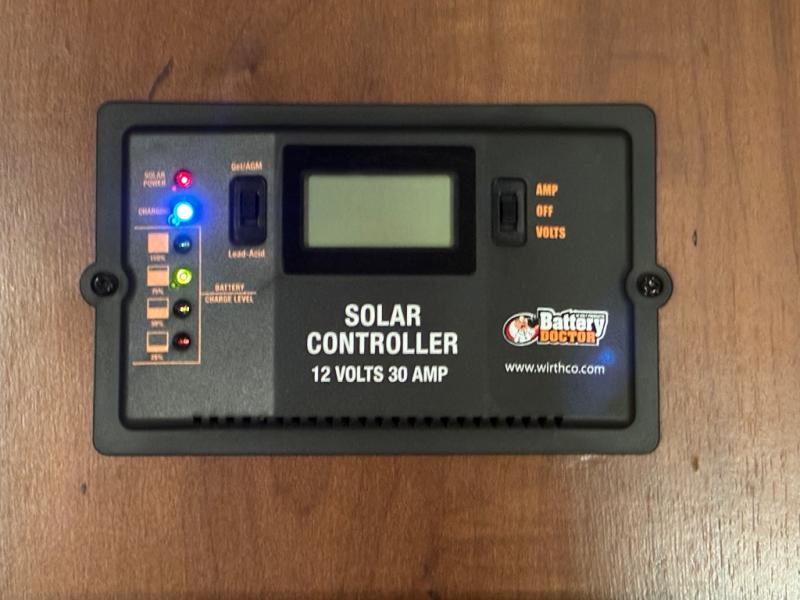 SOLAR
POWER
CHARGING
100%
75%
50%
25%
Gel/AGM
Lead-Acid
BATTERY
CHARGE LEVEL
AMP
OFF
VOLTS
SOLAR
CONTROLLER
12 VOLTS 30 AMP
Battery
DOCTOR
www.wirthco.com